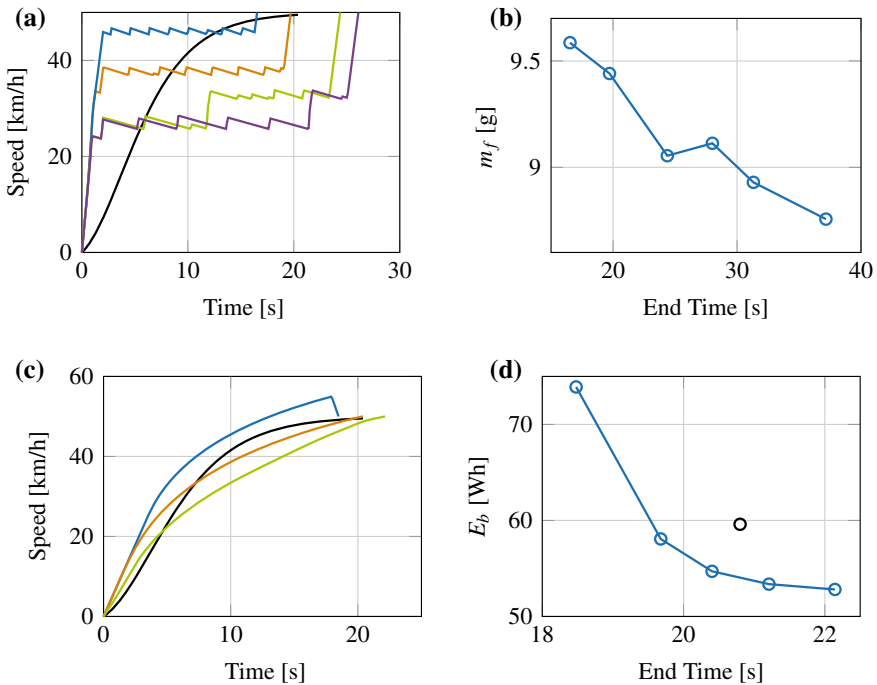 (a)
Speed [km/h]
40
20
0
0 10 20 30
Time [s]
(b)
m_f [g]
9.5
9
20 30 40
End Time [s]
(c)
Speed [km/h]
60
40
20
0
0 10 20
Time [s]
(d)
E_b [Wh]
70
60
50
18 20 22
End Time [s]